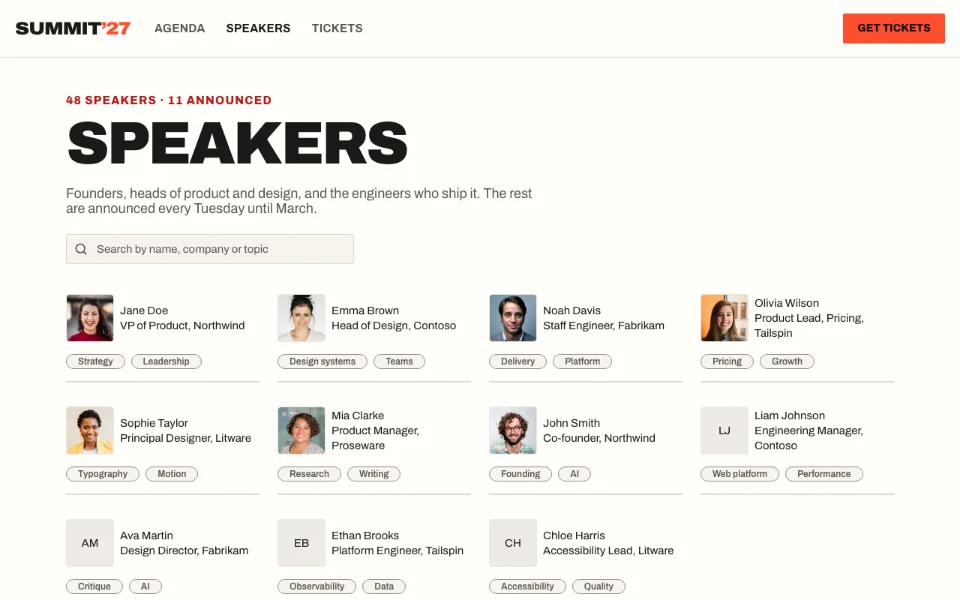 SUMMIT’27
AGENDA
SPEAKERS
TICKETS
GET TICKETS
48 SPEAKERS · 11 ANNOUNCED
SPEAKERS
Founders, heads of product and design, and the engineers who ship it. The rest
are announced every Tuesday until March.
Search by name, company or topic
Jane Doe
VP of Product, Northwind
Strategy
Leadership
Emma Brown
Head of Design, Contoso
Design systems
Teams
Noah Davis
Staff Engineer, Fabrikam
Delivery
Platform
Olivia Wilson
Product Lead, Pricing,
Tailspin
Pricing
Growth
Sophie Taylor
Principal Designer, Litware
Typography
Motion
Mia Clarke
Product Manager,
Proseware
Research
Writing
John Smith
Co-founder, Northwind
Founding
AI
LJ
Liam Johnson
Engineering Manager,
Contoso
Web platform
Performance
AM
Ava Martin
Design Director, Fabrikam
Critique
AI
EB
Ethan Brooks
Platform Engineer, Tailspin
Observability
Data
CH
Chloe Harris
Accessibility Lead, Litware
Accessibility
Quality